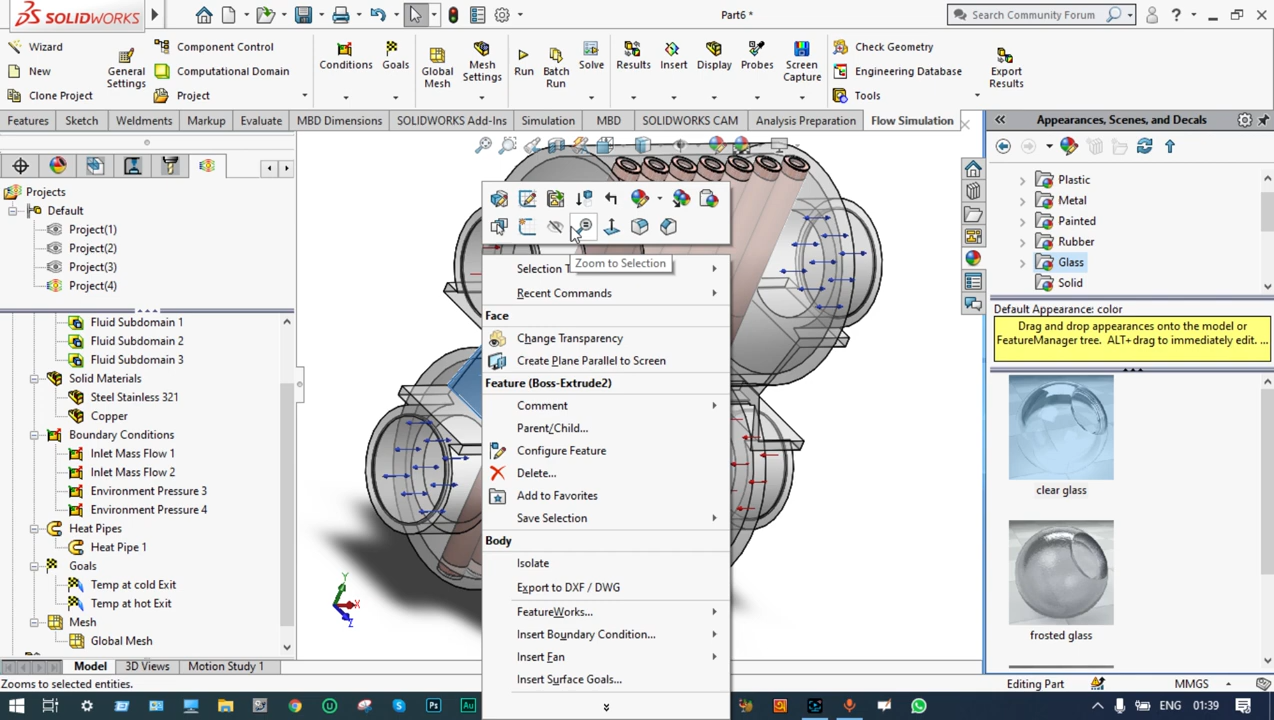 SOLIDWORKS
Part6 *
Search Community Forum
?
Wizard
New
Clone Project
General Settings
Component Control
Computational Domain
Project
Conditions
Goals
Global Mesh
Mesh Settings
Run
Batch Run
Solve
Results
Insert
Display
Probes
Screen Capture
Check Geometry
Engineering Database
Tools
Export Results
Features
Sketch
Weldments
Markup
Evaluate
MBD Dimensions
SOLIDWORKS Add-Ins
Simulation
MBD
SOLIDWORKS CAM
Analysis Preparation
Flow Simulation
Projects
Default
Project(1)
Project(2)
Project(3)
Project(4)
Fluid Subdomain 1
Fluid Subdomain 2
Fluid Subdomain 3
Solid Materials
Steel Stainless 321
Copper
Boundary Conditions
Inlet Mass Flow 1
Inlet Mass Flow 2
Environment Pressure 3
Environment Pressure 4
Heat Pipes
Heat Pipe 1
Goals
Temp at cold Exit
Temp at hot Exit
Mesh
Global Mesh
Y
X
Z
Zoom to Selection
Selection T
Recent Commands
Face
Change Transparency
Create Plane Parallel to Screen
Feature (Boss-Extrude2)
Comment
Parent/Child...
Configure Feature
Delete...
Add to Favorites
Save Selection
Body
Isolate
Export to DXF / DWG
FeatureWorks...
Insert Boundary Condition...
Insert Fan
Insert Surface Goals...
Appearances, Scenes, and Decals
Plastic
Metal
Painted
Rubber
Glass
Solid
Default Appearance: color
Drag and drop appearances onto the model or
FeatureManager tree. ALT+drag to immediately edit. ...
clear glass
frosted glass
Model
3D Views
Motion Study 1
Zooms to selected entities.
Editing Part
MMGS
Ps
Au
ENG
01:39